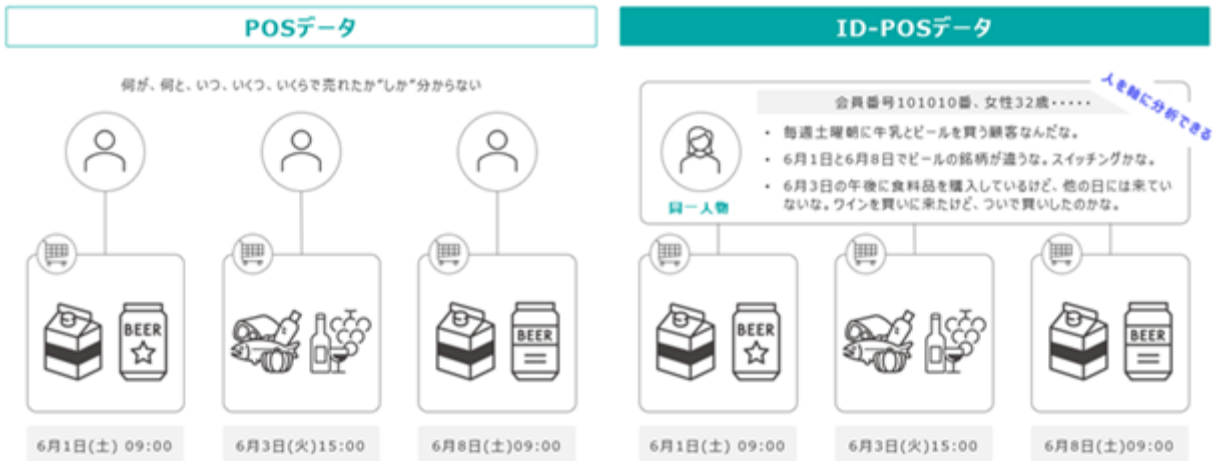 POSデータ
何が、何と、いつ、いくつ、いくらで売れたか"しか"分からない
BEER
BEER
6月1日(土) 09:00
6月3日(火)15:00
6月8日(土)09:00
ID-POSデータ
人を軸に分析できる
会員番号101010番、女性32歳・・・・・
• 毎週土曜朝に牛乳とビールを買う顧客なんだな。
• 6月1日と6月8日でビールの銘柄が違うな。スイッチングかな。
• 6月3日の午後に食料品を購入しているけど、他の日には来てい
ないな。ワインを買いに来たけど、ついで買いしたのかな。
同一人物
BEER
BEER
6月1日(土) 09:00
6月3日(火)15:00
6月8日(土)09:00